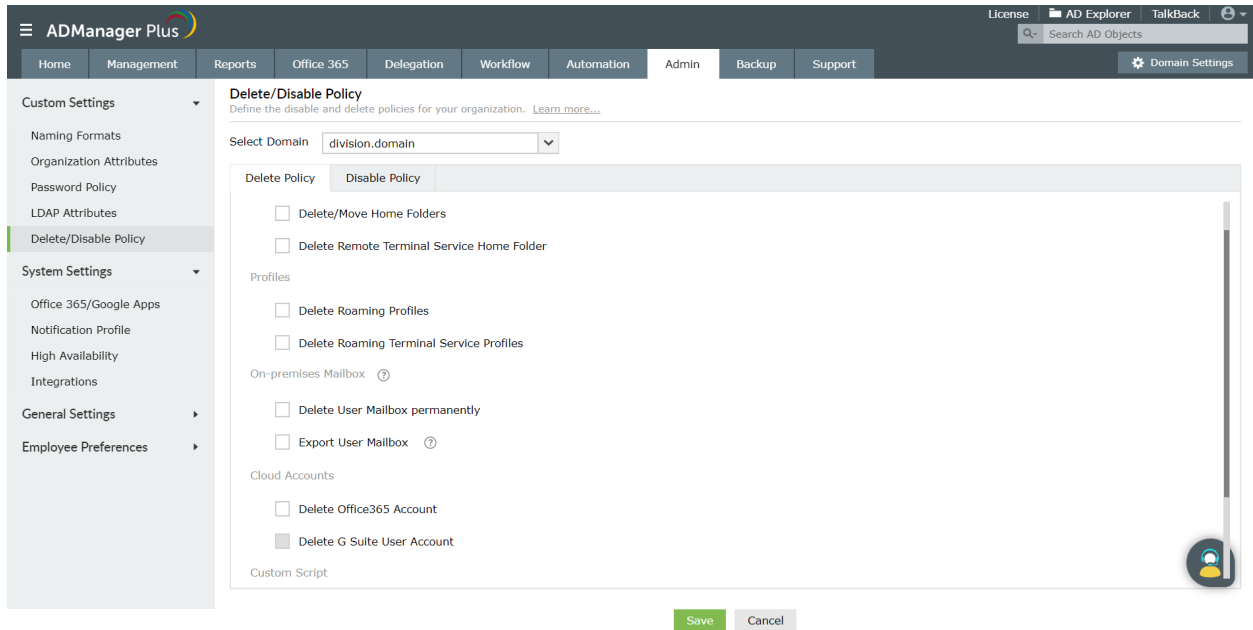 License AD Explorer TalkBack
ADManager Plus
Search AD Objects
Home Management Reports Office 365 Delegation Workflow Automation Admin Backup Support Domain Settings
Custom Settings
Naming Formats
Organization Attributes
Password Policy
LDAP Attributes
Delete/Disable Policy
System Settings
Office 365/Google Apps
Notification Profile
High Availability
Integrations
General Settings
Employee Preferences
Delete/Disable Policy
Define the disable and delete policies for your organization. Learn more...
Select Domain division.domain
Delete Policy Disable Policy
Delete/Move Home Folders
Delete Remote Terminal Service Home Folder
Profiles
Delete Roaming Profiles
Delete Roaming Terminal Service Profiles
On-premises Mailbox ?
Delete User Mailbox permanently
Export User Mailbox ?
Cloud Accounts
Delete Office365 Account
Delete G Suite User Account
Custom Script
Save Cancel